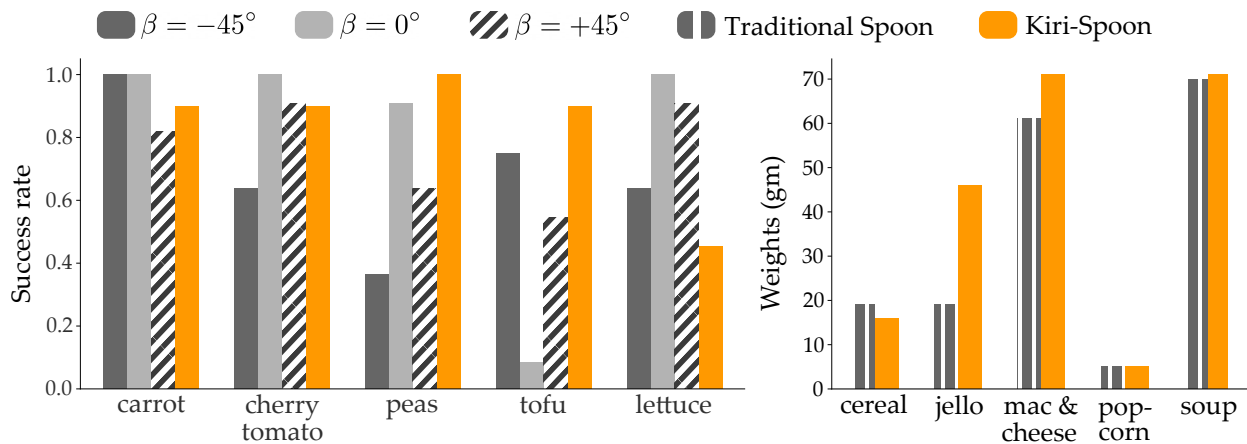 β = −45° β = 0° β = +45° Traditional Spoon Kiri-Spoon
Success rate
1.0
0.8
0.6
0.4
0.2
0.0
carrot cherry peas tofu lettuce
tomato
Weights (gm)
70
60
50
40
30
20
10
0
cereal jello mac & pop- soup
cheese corn